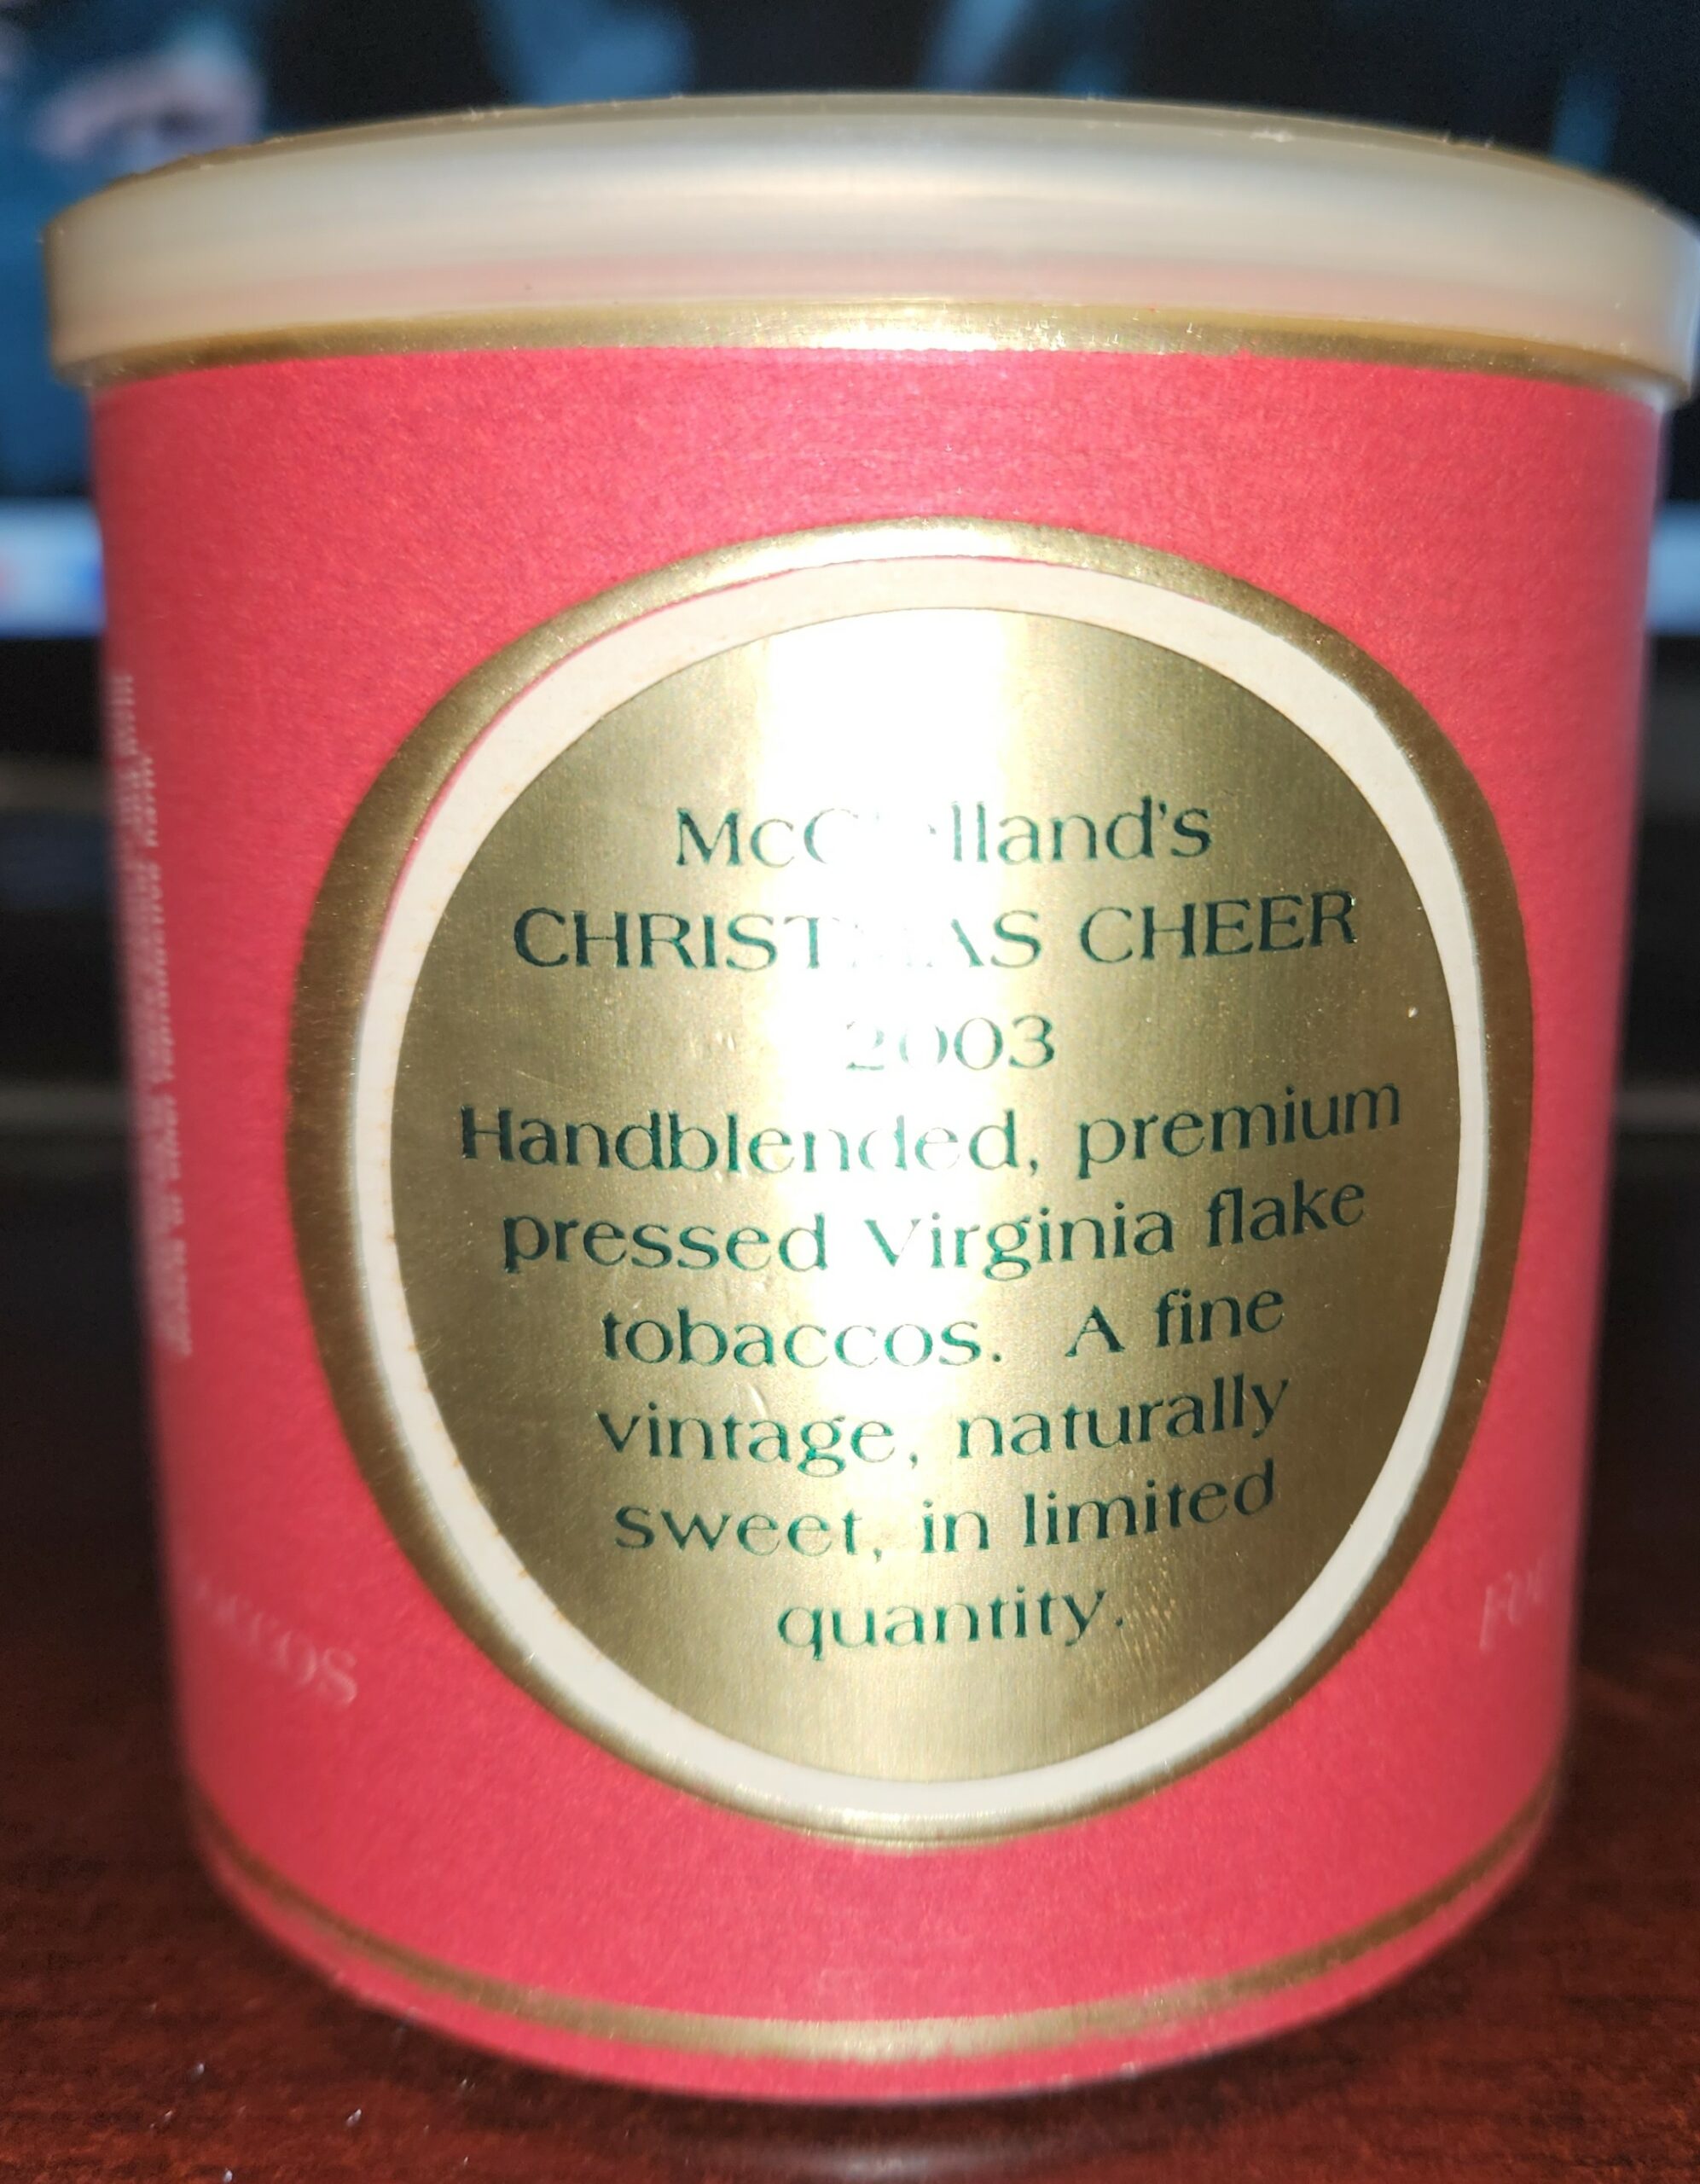 McClelland's
CHRISTMAS CHEER
2003
Handblended, premium
pressed Virginia flake
tobaccos. A fine
vintage, naturally
sweet, in limited
quantity.